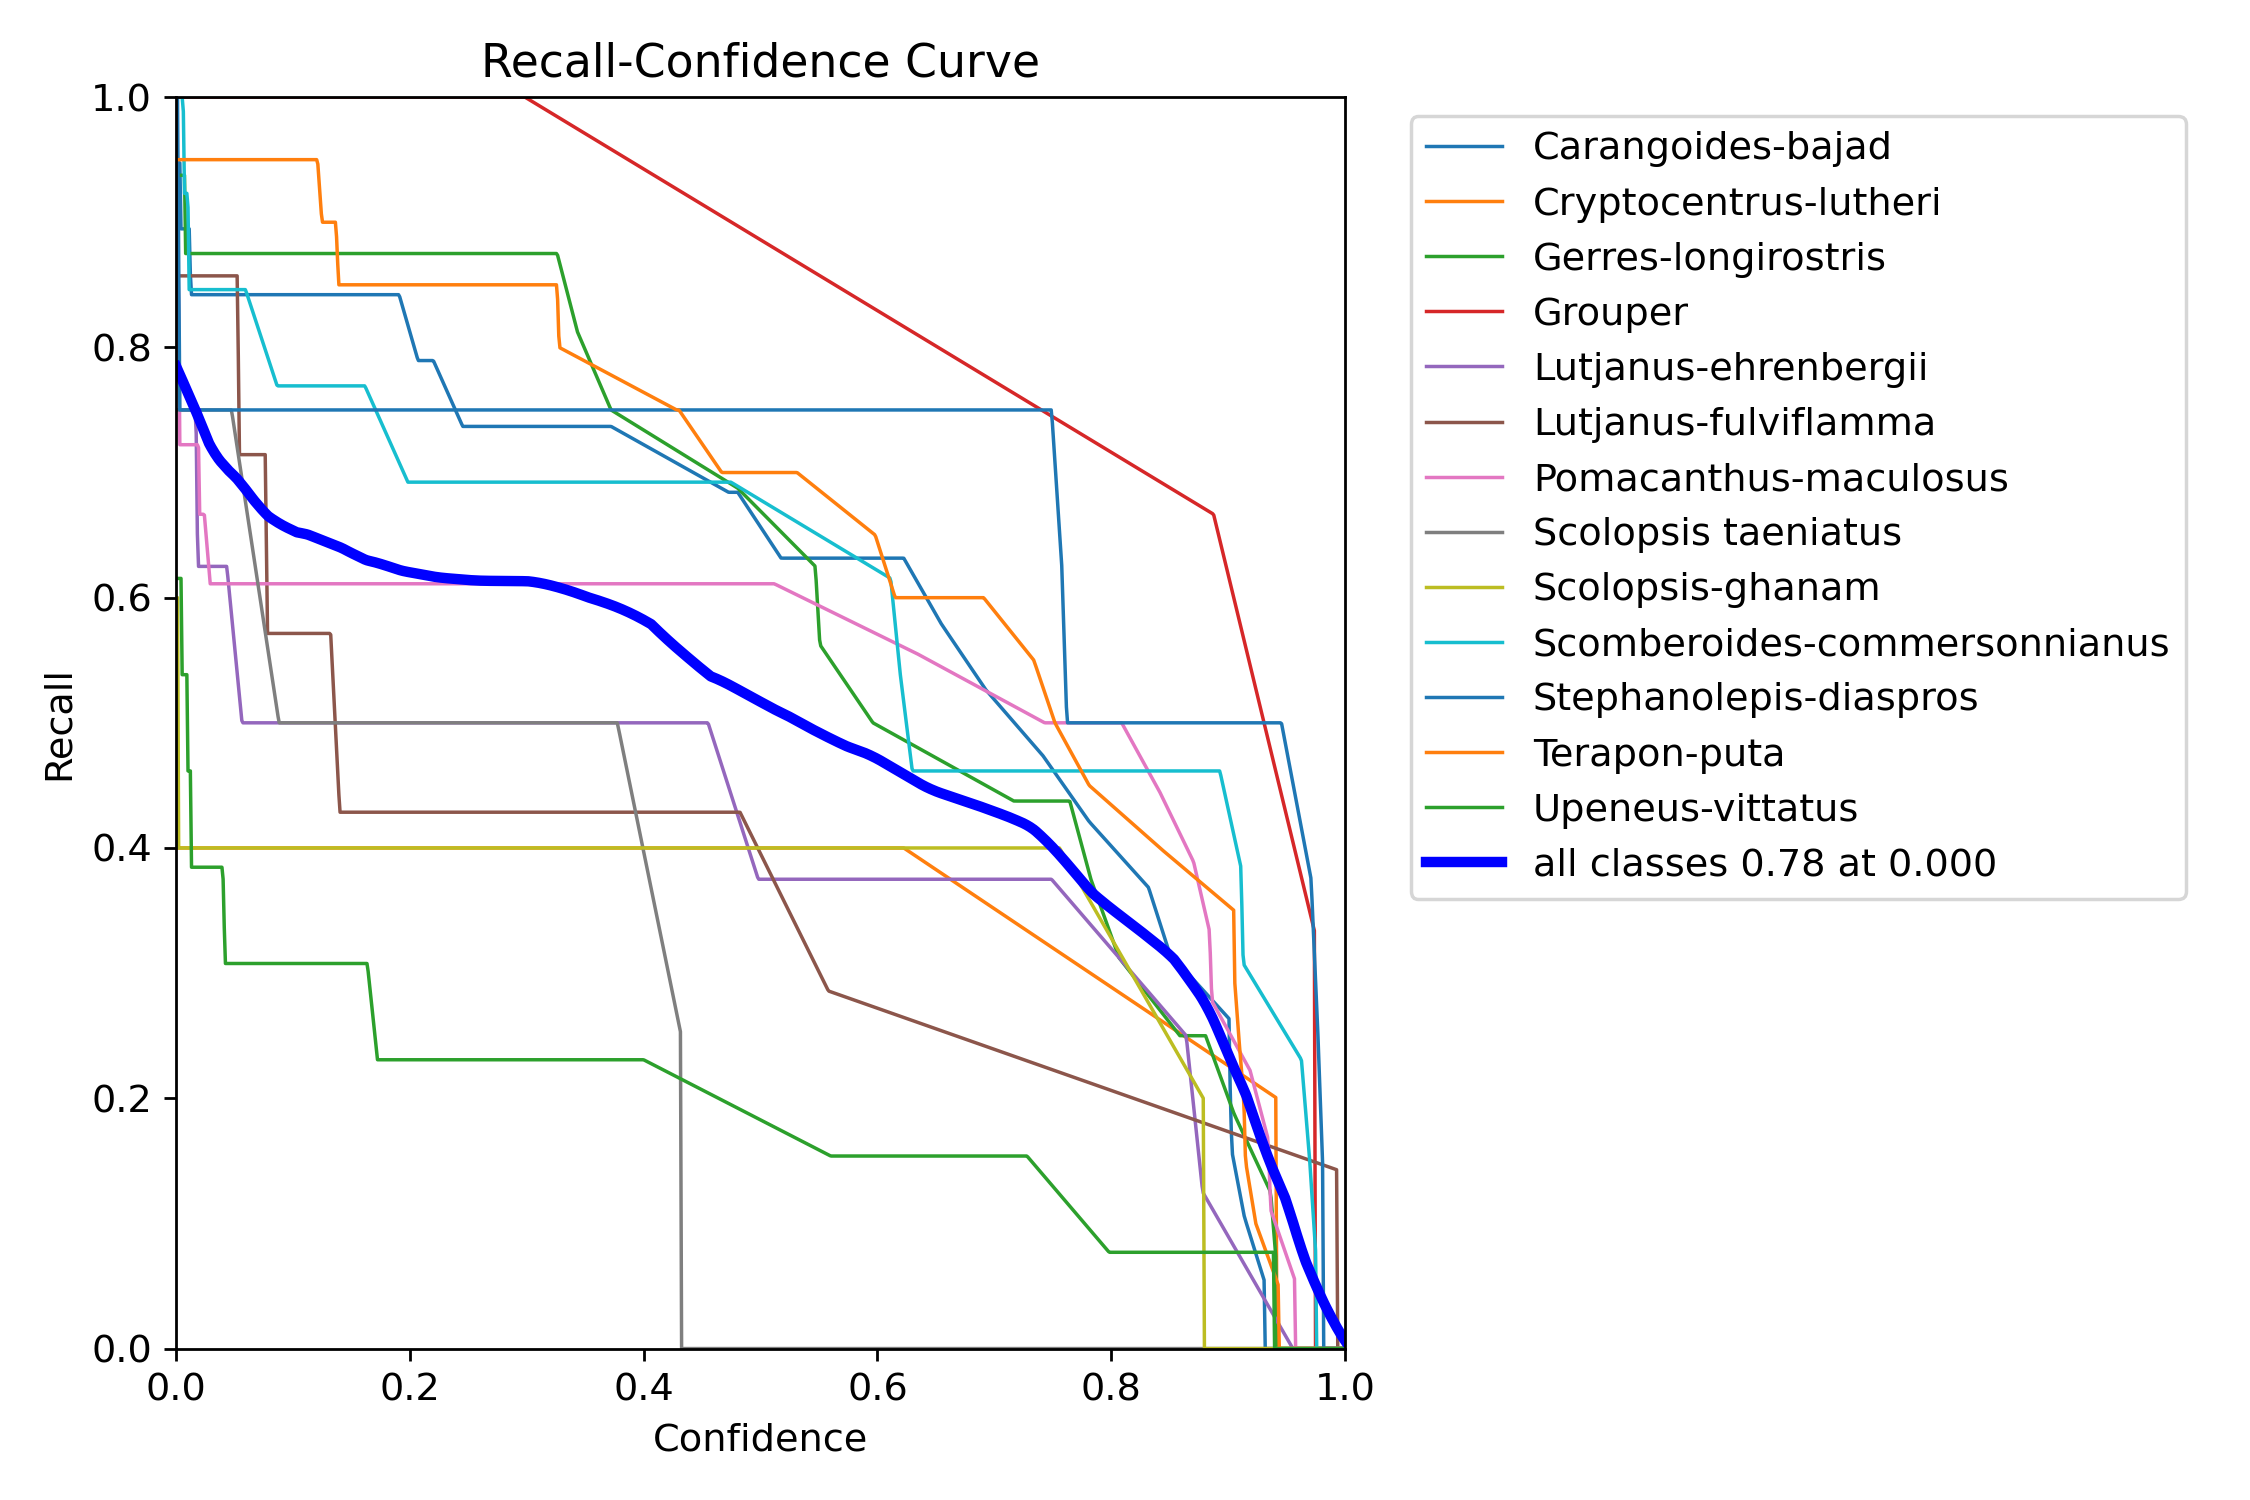 Recall-Confidence Curve
1.0
0.8
0.6
0.4
0.2
0.0
Recall
0.0 0.2 0.4 0.6 0.8 1.0
Confidence
Carangoides-bajad
Cryptocentrus-lutheri
Gerres-longirostris
Grouper
Lutjanus-ehrenbergii
Lutjanus-fulviflamma
Pomacanthus-maculosus
Scolopsis taeniatus
Scolopsis-ghanam
Scomberoides-commersonnianus
Stephanolepis-diaspros
Terapon-puta
Upeneus-vittatus
all classes 0.78 at 0.000